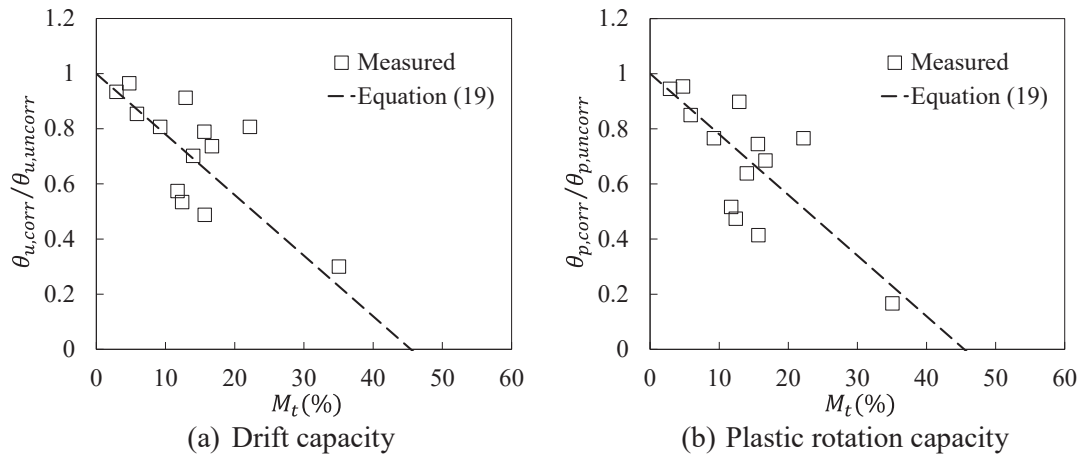 1.2
1
0.8
0.6
0.4
0.2
0
θu,corr/θu,uncorr
Measured
Equation (19)
0 10 20 30 40 50 60
Mt(%)
(a) Drift capacity
1.2
1
0.8
0.6
0.4
0.2
0
θp,corr/θp,uncorr
Measured
Equation (19)
0 10 20 30 40 50 60
Mt(%)
(b) Plastic rotation capacity